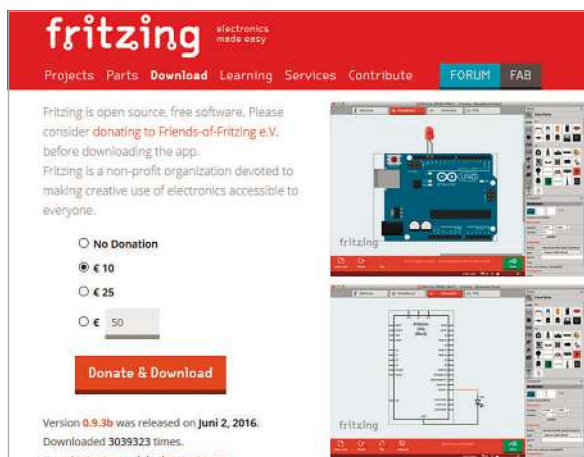 fritzing
electronics
made easy
Projects Parts Download Learning Services Contribute FORUM FAB
Fritzing is open source, free software. Please
consider donating to Friends-of-Fritzing e.V.
before downloading the app.
Fritzing is a non-profit organization devoted to
making creative use of electronics accessible to
everyone.
No Donation
€ 10
€ 25
€ 50
Donate & Download
Version 0.9.3b was released on Juni 2, 2016.
Downloaded 3039323 times.
UNO
fritzing
fritzing